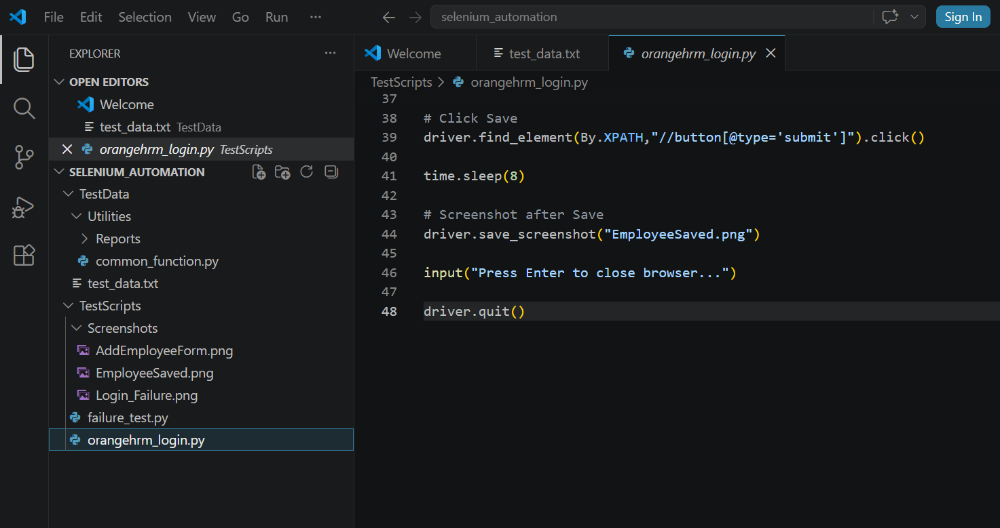 File Edit Selection View Go Run ···
selenium_automation
Sign In
EXPLORER ···
OPEN EDITORS
Welcome
test_data.txt TestData
orangehrm_login.py TestScripts
SELENIUM_AUTOMATION
TestData
Utilities
Reports
common_function.py
test_data.txt
TestScripts
Screenshots
AddEmployeeForm.png
EmployeeSaved.png
Login_Failure.png
failure_test.py
orangehrm_login.py
Welcome test_data.txt orangehrm_login.py
TestScripts > orangehrm_login.py
37
38 # Click Save
39 driver.find_element(By.XPATH,"//button[@type='submit']").click()
40
41 time.sleep(8)
42
43 # Screenshot after Save
44 driver.save_screenshot("EmployeeSaved.png")
45
46 input("Press Enter to close browser...")
47
48 driver.quit()